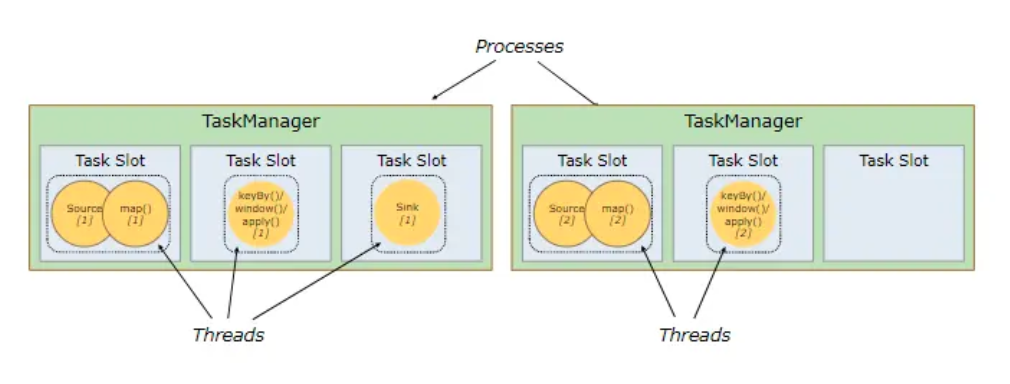 Processes
TaskManager
Task Slot
Source
[1]
map()
[1]
Task Slot
keyBy()/
window()/
apply()
[1]
Task Slot
Sink
[1]
Threads
TaskManager
Task Slot
Source
[2]
map()
[2]
Task Slot
keyBy()/
window()/
apply()
[2]
Task Slot
Threads